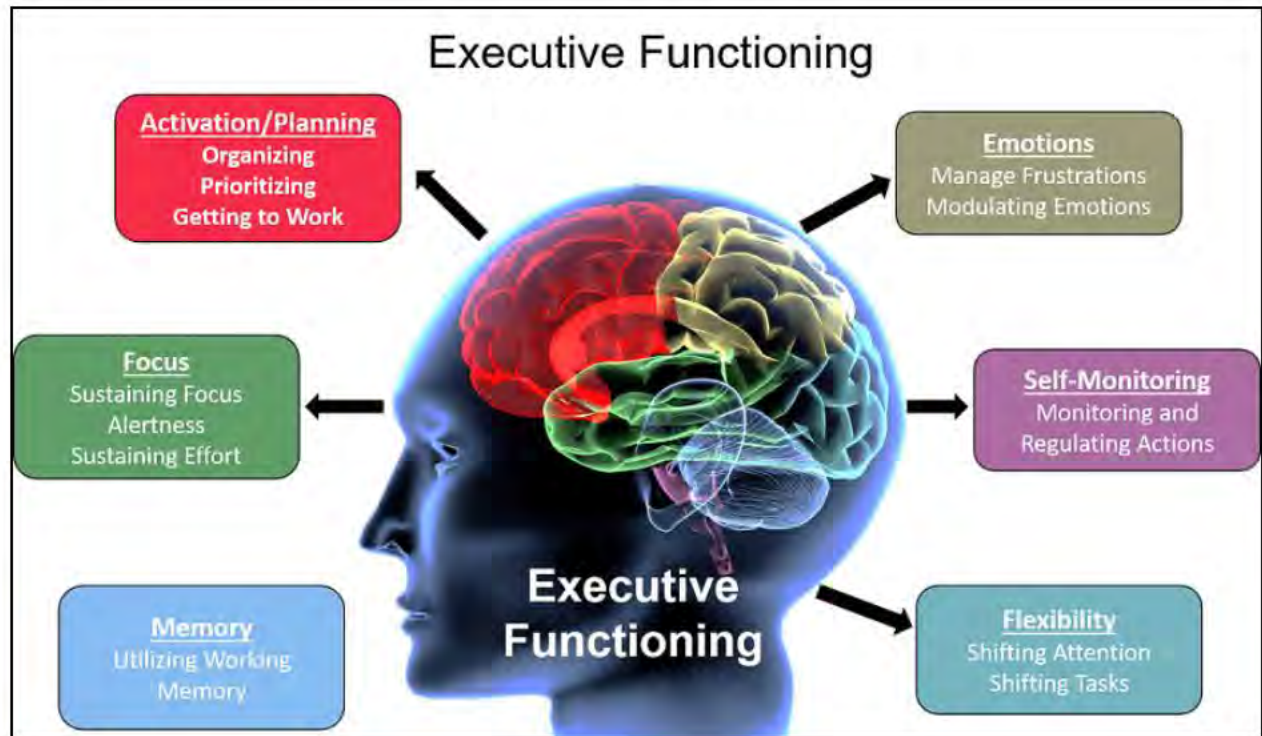 Executive Functioning
Activation/Planning
Organizing
Prioritizing
Getting to Work
Emotions
Manage Frustrations
Modulating Emotions
Focus
Sustaining Focus
Alertness
Sustaining Effort
Self-Monitoring
Monitoring and
Regulating Actions
Memory
Utilizing Working
Memory
Executive
Functioning
Flexibility
Shifting Attention
Shifting Tasks